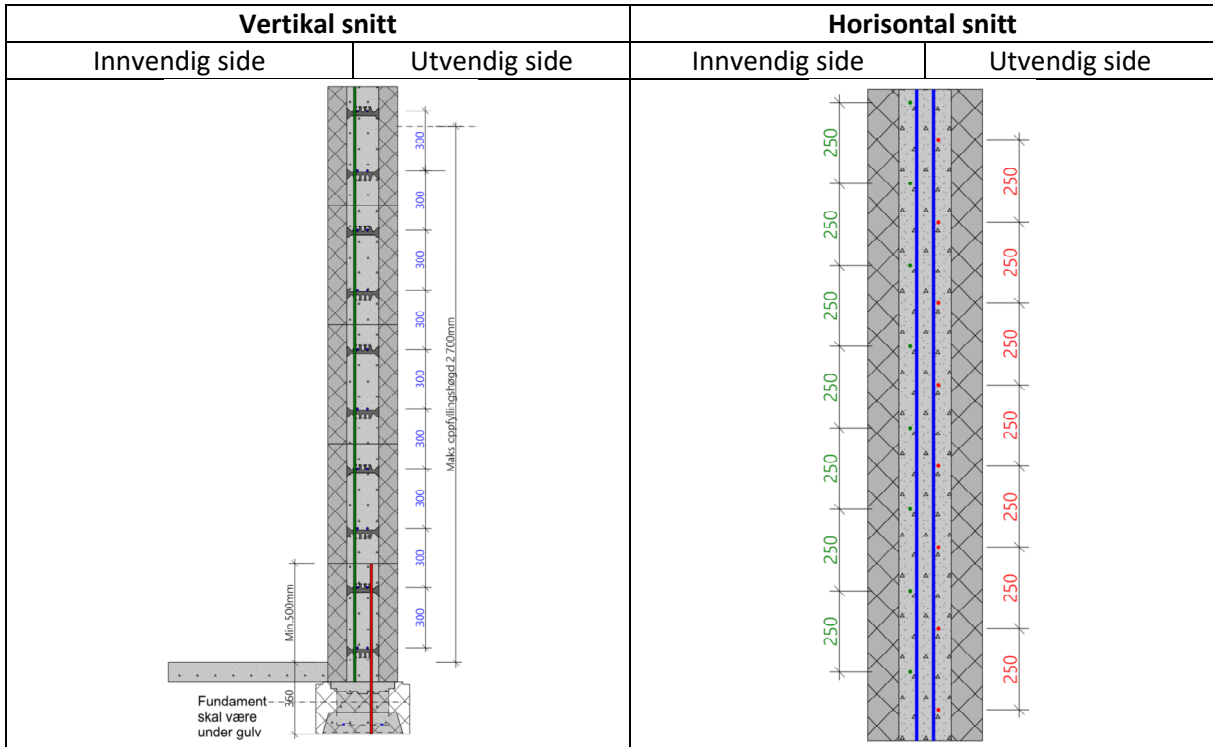 Vertikal snitt
Horisontal snitt
Innvendig side
Utvendig side
Innvendig side
Utvendig side
300
300
300
300
300
300
300
300
300
Maks oppfyllingshøgd 2 700mm
Min.500mm
360
Fundament
skal være
under gulv
250
250
250
250
250
250
250
250
250
250
250
250
250
250